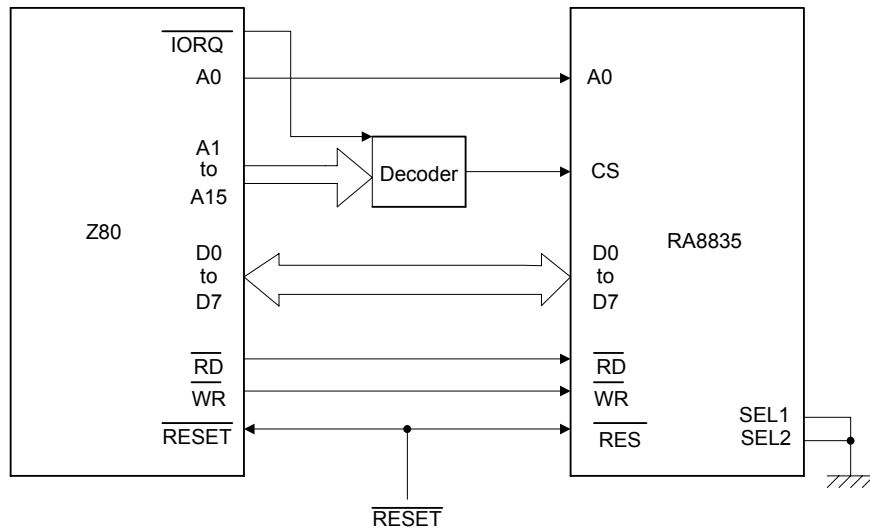 IORQ
A0
A1
to
A15
Z80
D0
to
D7
RD
WR
RESET
Decoder
A0
CS
RA8835
D0
to
D7
RD
WR
RES
SEL1
SEL2
RESET